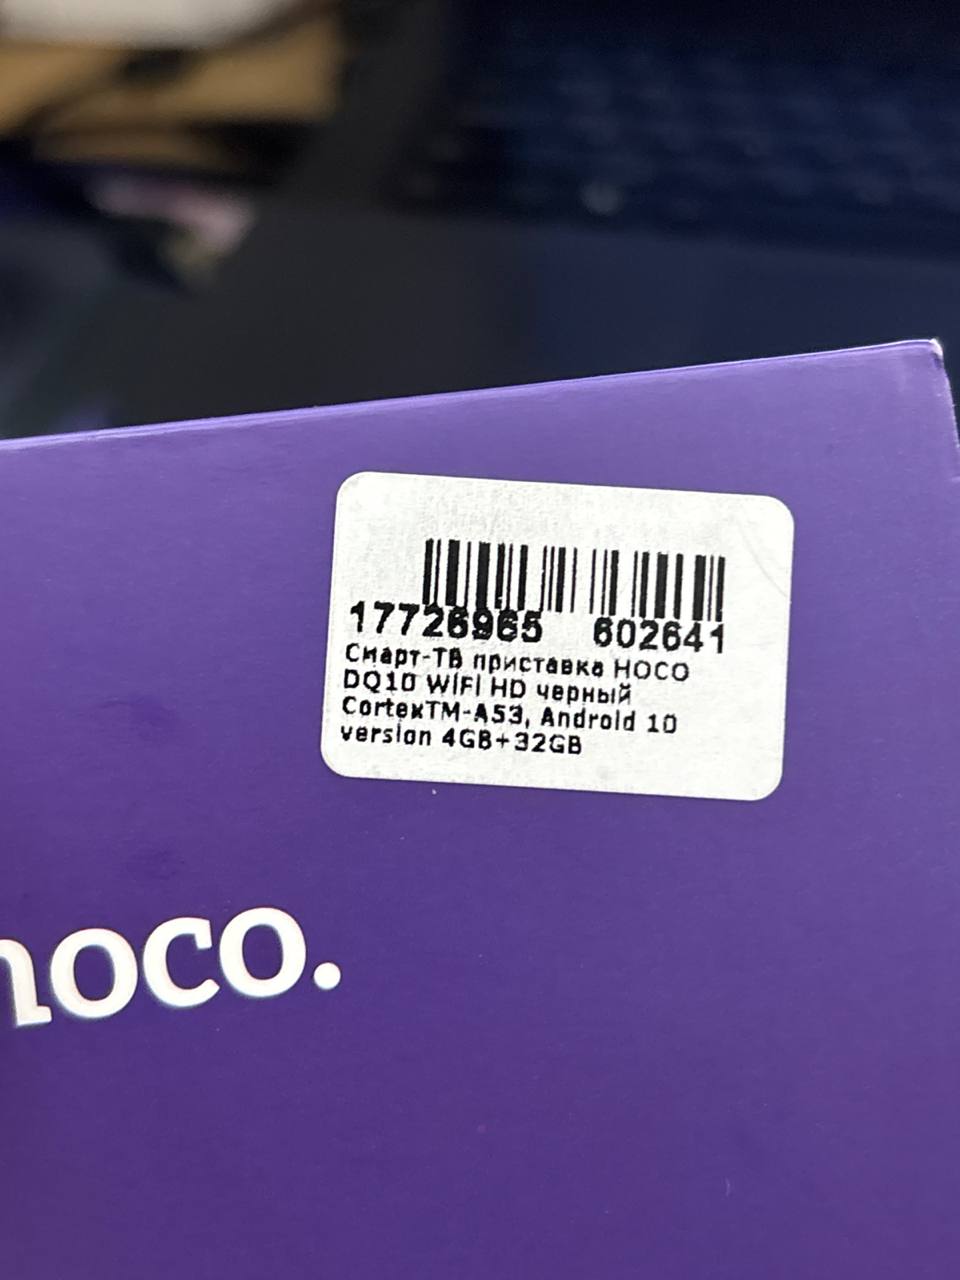 17726965 602641
Смарт-ТВ приставка HOCO
DQ10 WIFI HD черный
CortexTM-A53, Android 10
version 4GB+32GB
hoco.